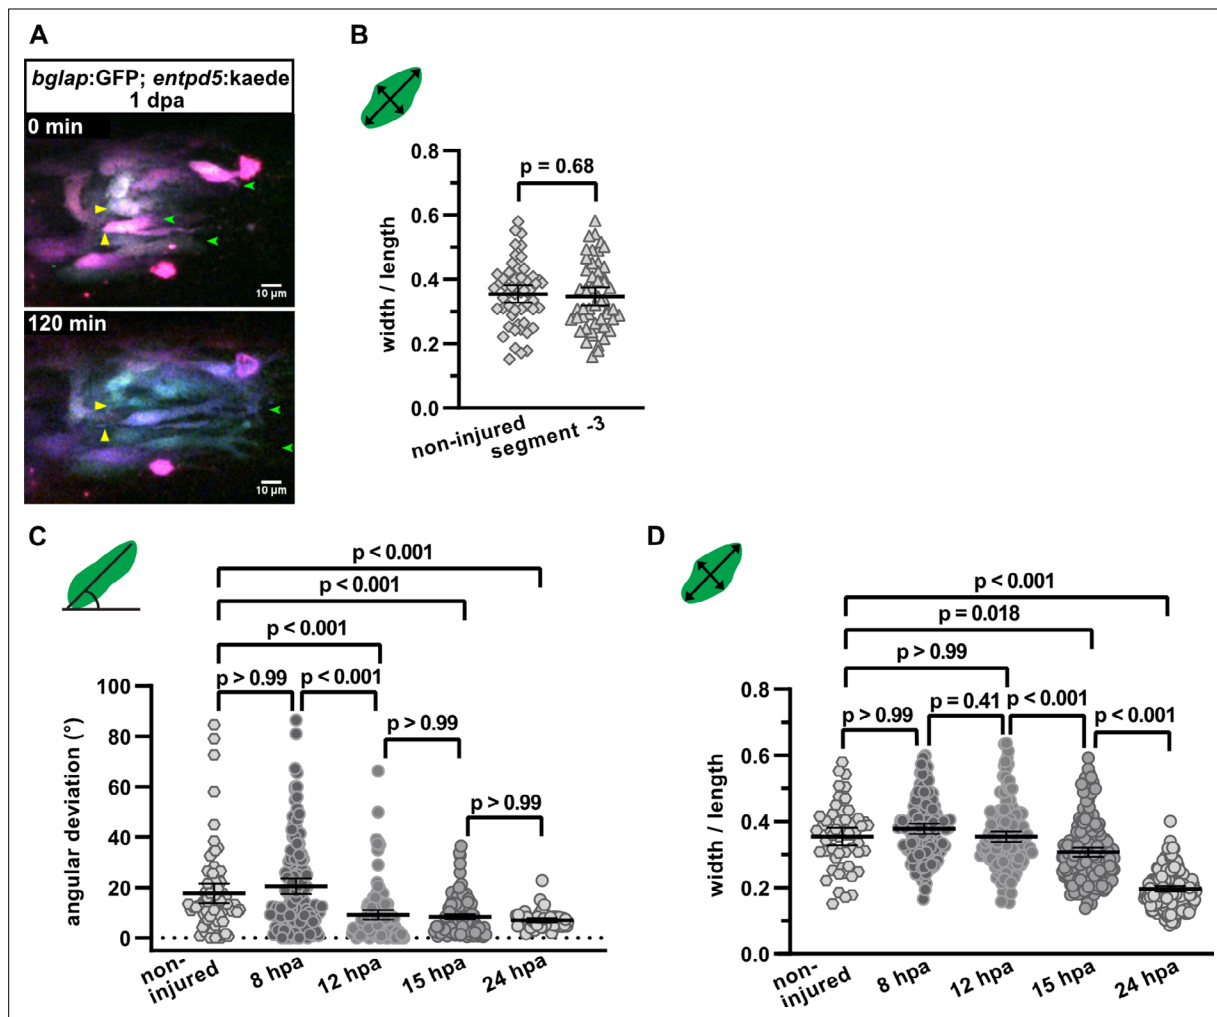 A
bglap:GFP; entpd5:kaede
1 dpa
0 min
10 µm
120 min
10 µm
B
p = 0.68
0.8
0.6
0.4
0.2
0.0
width / length
non-injured
segment -3
C
p < 0.001
p < 0.001
p < 0.001
p > 0.99
p < 0.001
p > 0.99
p > 0.99
100
80
60
40
20
0
angular deviation (°)
non-
injured
8 hpa
12 hpa
15 hpa
24 hpa
D
p < 0.001
p = 0.018
p > 0.99
p > 0.99
p = 0.41
p < 0.001
p < 0.001
0.8
0.6
0.4
0.2
0.0
width / length
non-
injured
8 hpa
12 hpa
15 hpa
24 hpa